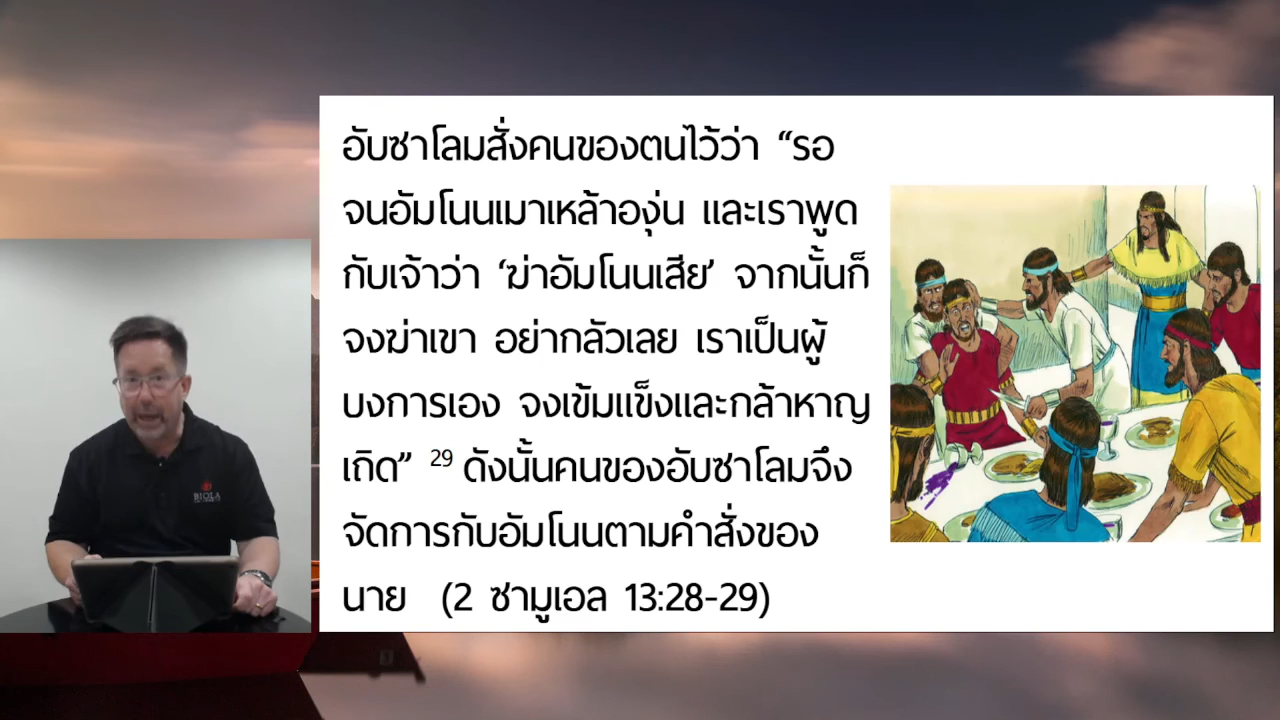 อับซาโลมสั่งคนของตนไว้ว่า “รอ
จนอัมโนนเมาเหล้าองุ่น และเราพูด
กับเจ้าว่า ‘ฆ่าอัมโนนเสีย’ จากนั้นก็
จงฆ่าเขา อย่ากลัวเลย เราเป็นผู้
บงการเอง จงเข้มแข็งและกล้าหาญ
เถิด” 29 ดังนั้นคนของอับซาโลมจึง
จัดการกับอัมโนนตามคำสั่งของ
นาย (2 ซามูเอล 13:28-29)
BIOLA